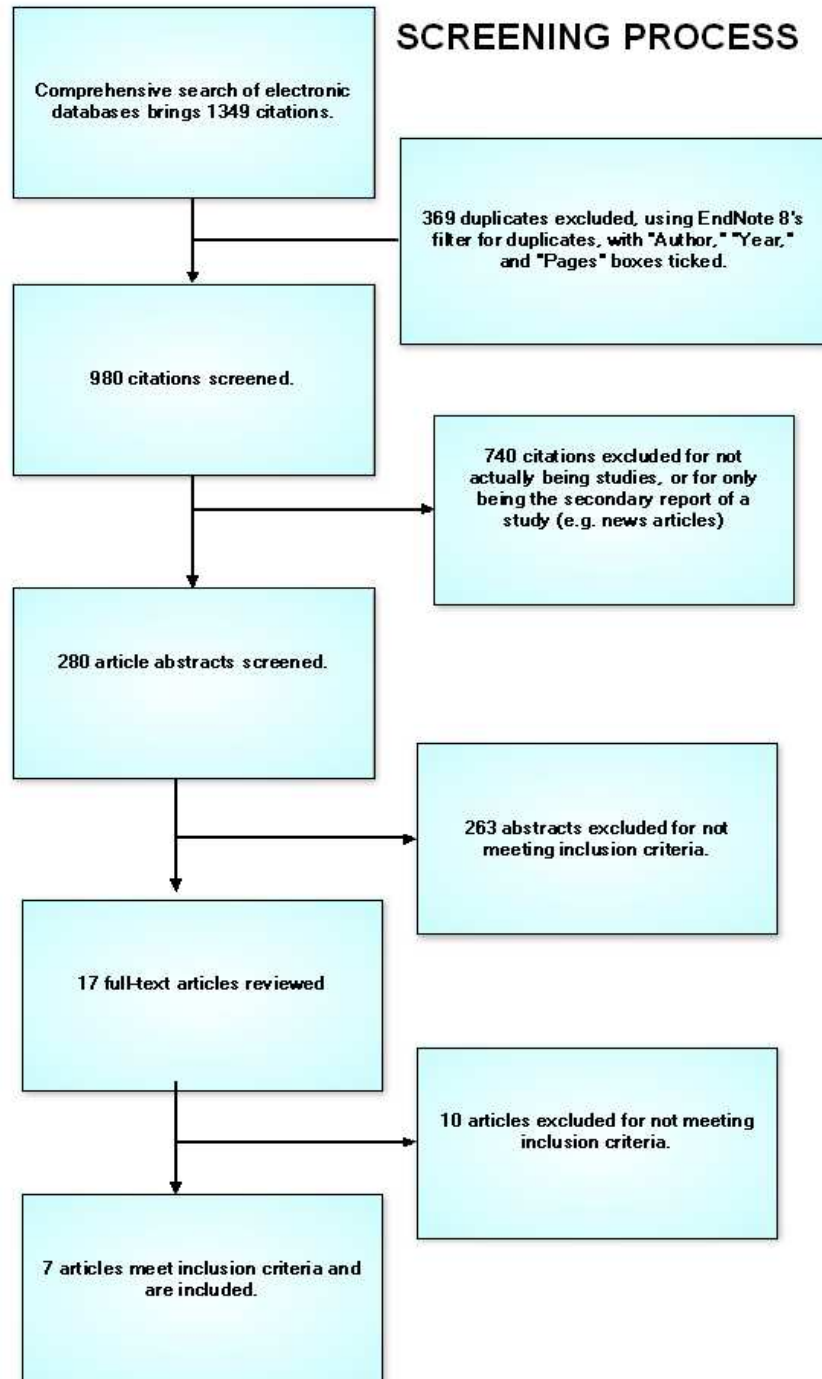 SCREENING PROCESS
Comprehensive search of electronic
databases brings 1349 citations.
369 duplicates excluded, using EndNote 8's
filter for duplicates, with "Author," "Year,"
and "Pages" boxes ticked.
980 citations screened.
740 citations excluded for not
actually being studies, or for only
being the secondary report of a
study (e.g. news articles)
280 article abstracts screened.
263 abstracts excluded for not
meeting inclusion criteria.
17 full-text articles reviewed
10 articles excluded for not meeting
inclusion criteria.
7 articles meet inclusion criteria and
are included.